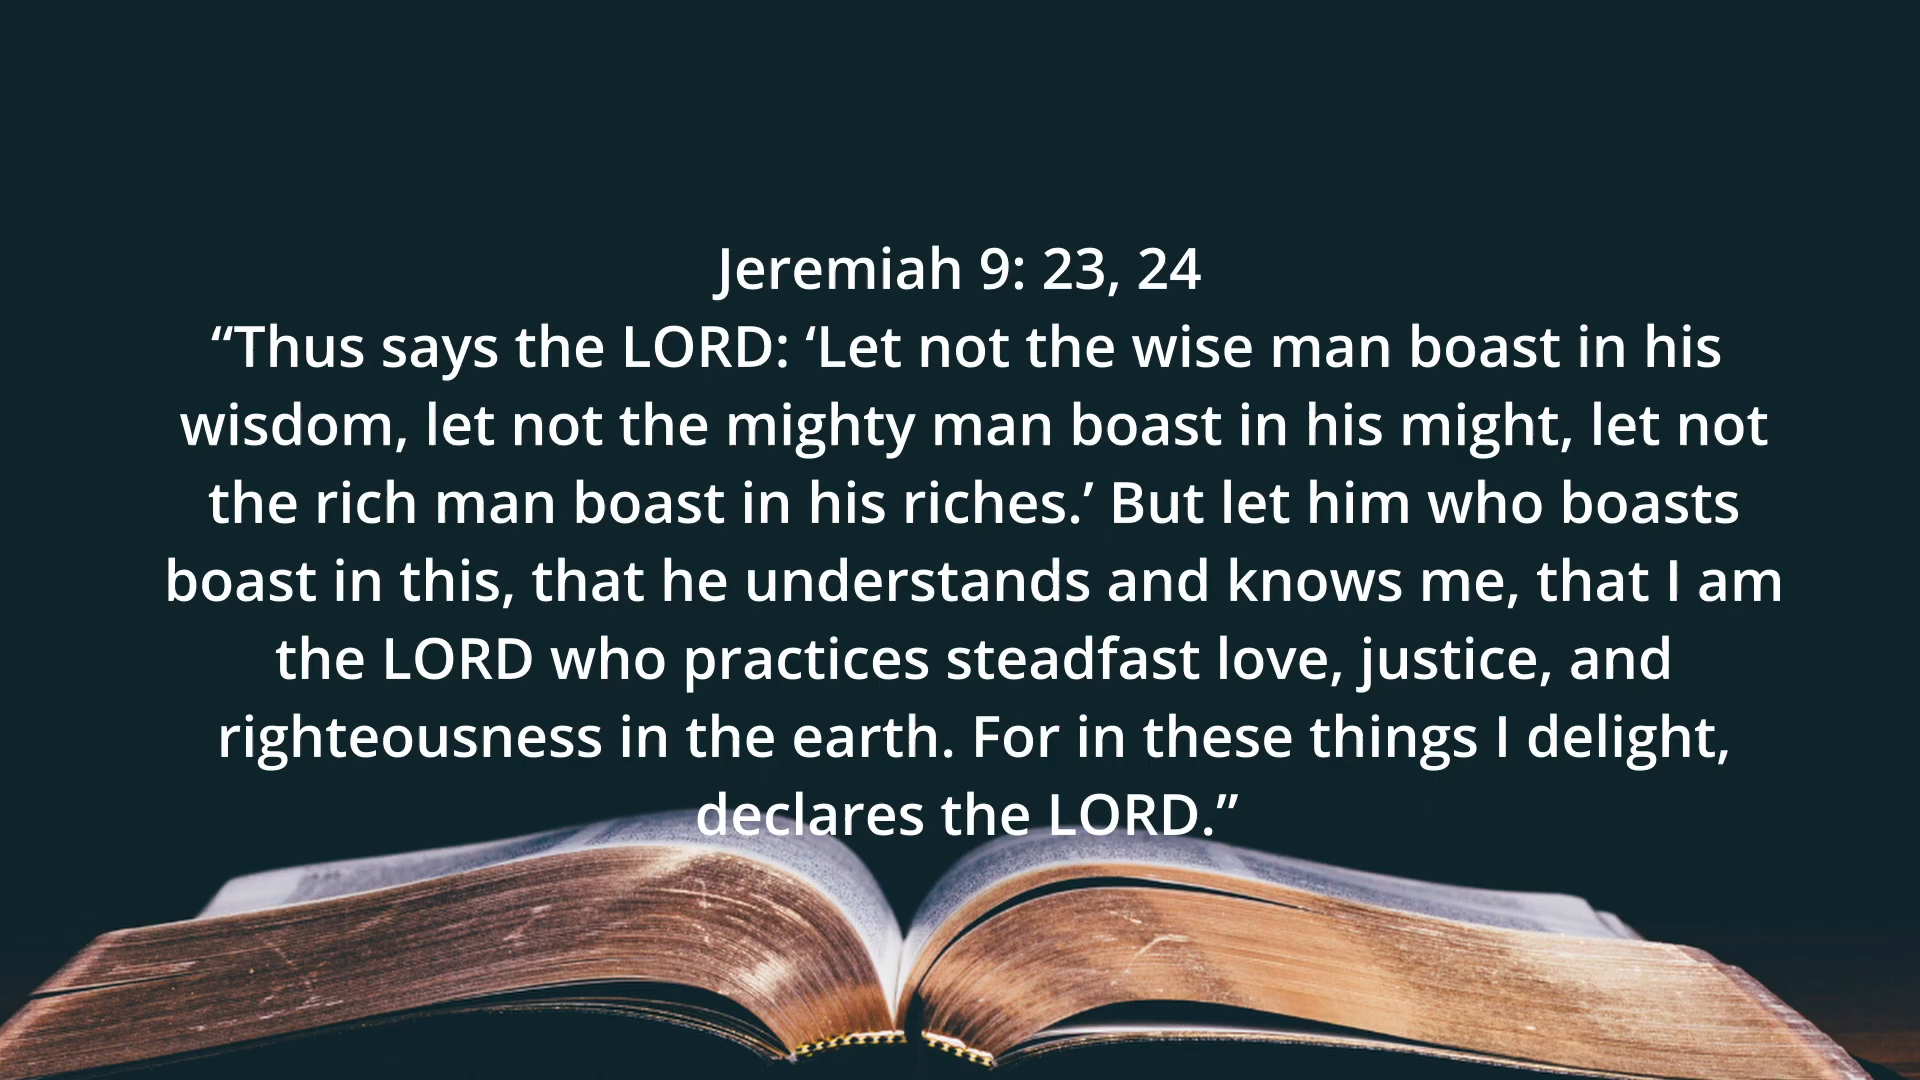 Jeremiah 9: 23, 24
“Thus says the LORD: ‘Let not the wise man boast in his
wisdom, let not the mighty man boast in his might, let not
the rich man boast in his riches.’ But let him who boasts
boast in this, that he understands and knows me, that I am
the LORD who practices steadfast love, justice, and
righteousness in the earth. For in these things I delight,
declares the LORD.”